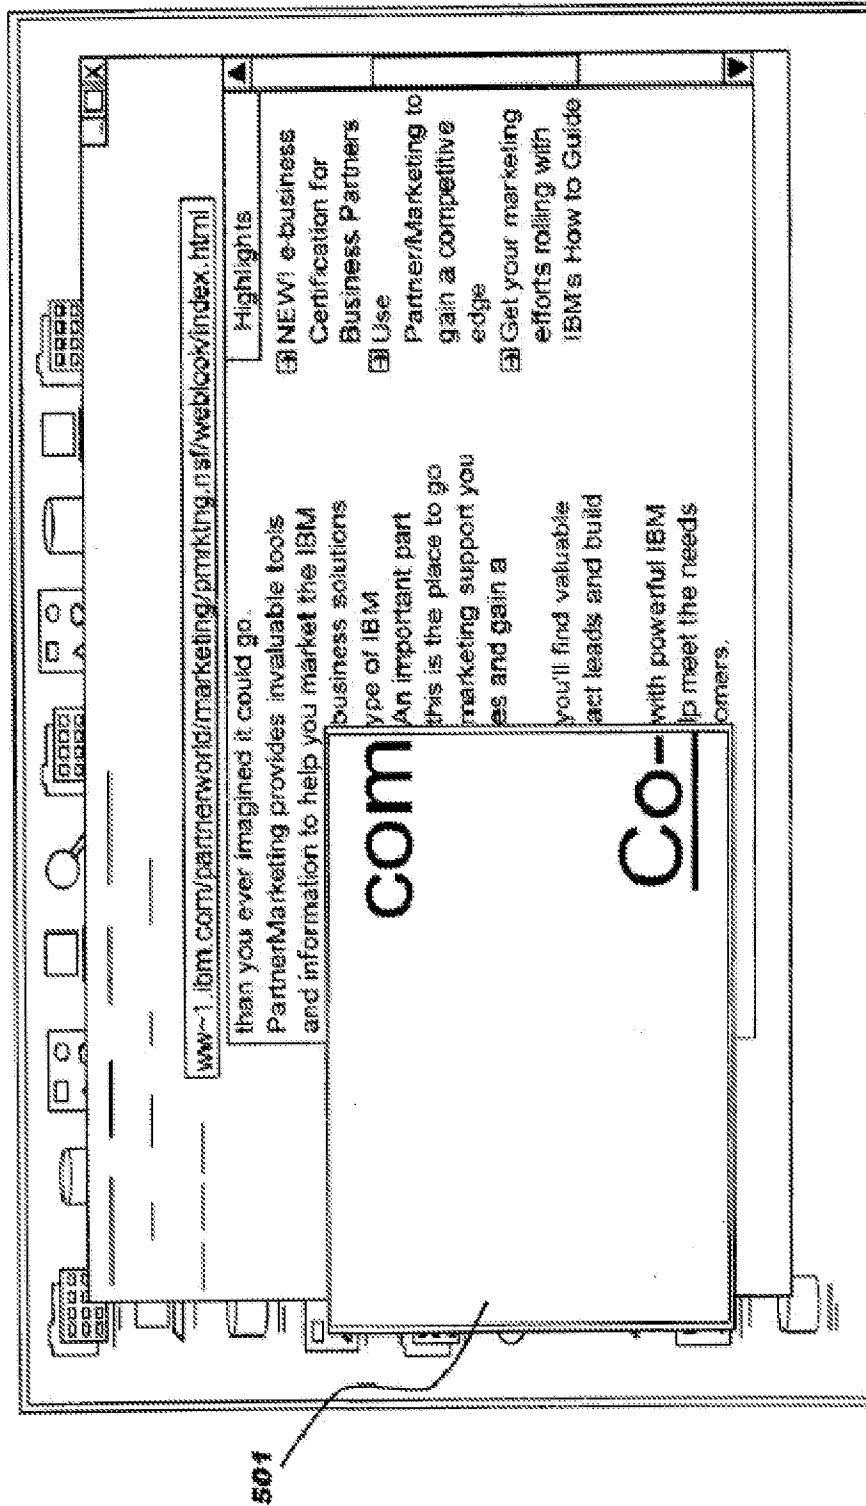 ww~1.ibm.com/partnerworld/marketing/pmrktng.nsf/weblook/index.html
than you ever imagined it could go.
PartnerMarketing provides invaluable tools
and information to help you market the IBM
business solutions
ype of IBM
An important part
this is the place to go
marketing support you
es and gain a
you'll find valuable
act leads and build
with powerful IBM
lp meet the needs
omers.
Highlights
NEW! e-business
Certification for
Business Partners
Use
Partner/Marketing to
gain a competitive
edge
Get your marketing
efforts rolling with
IBM's How to Guide
com
Co-
501